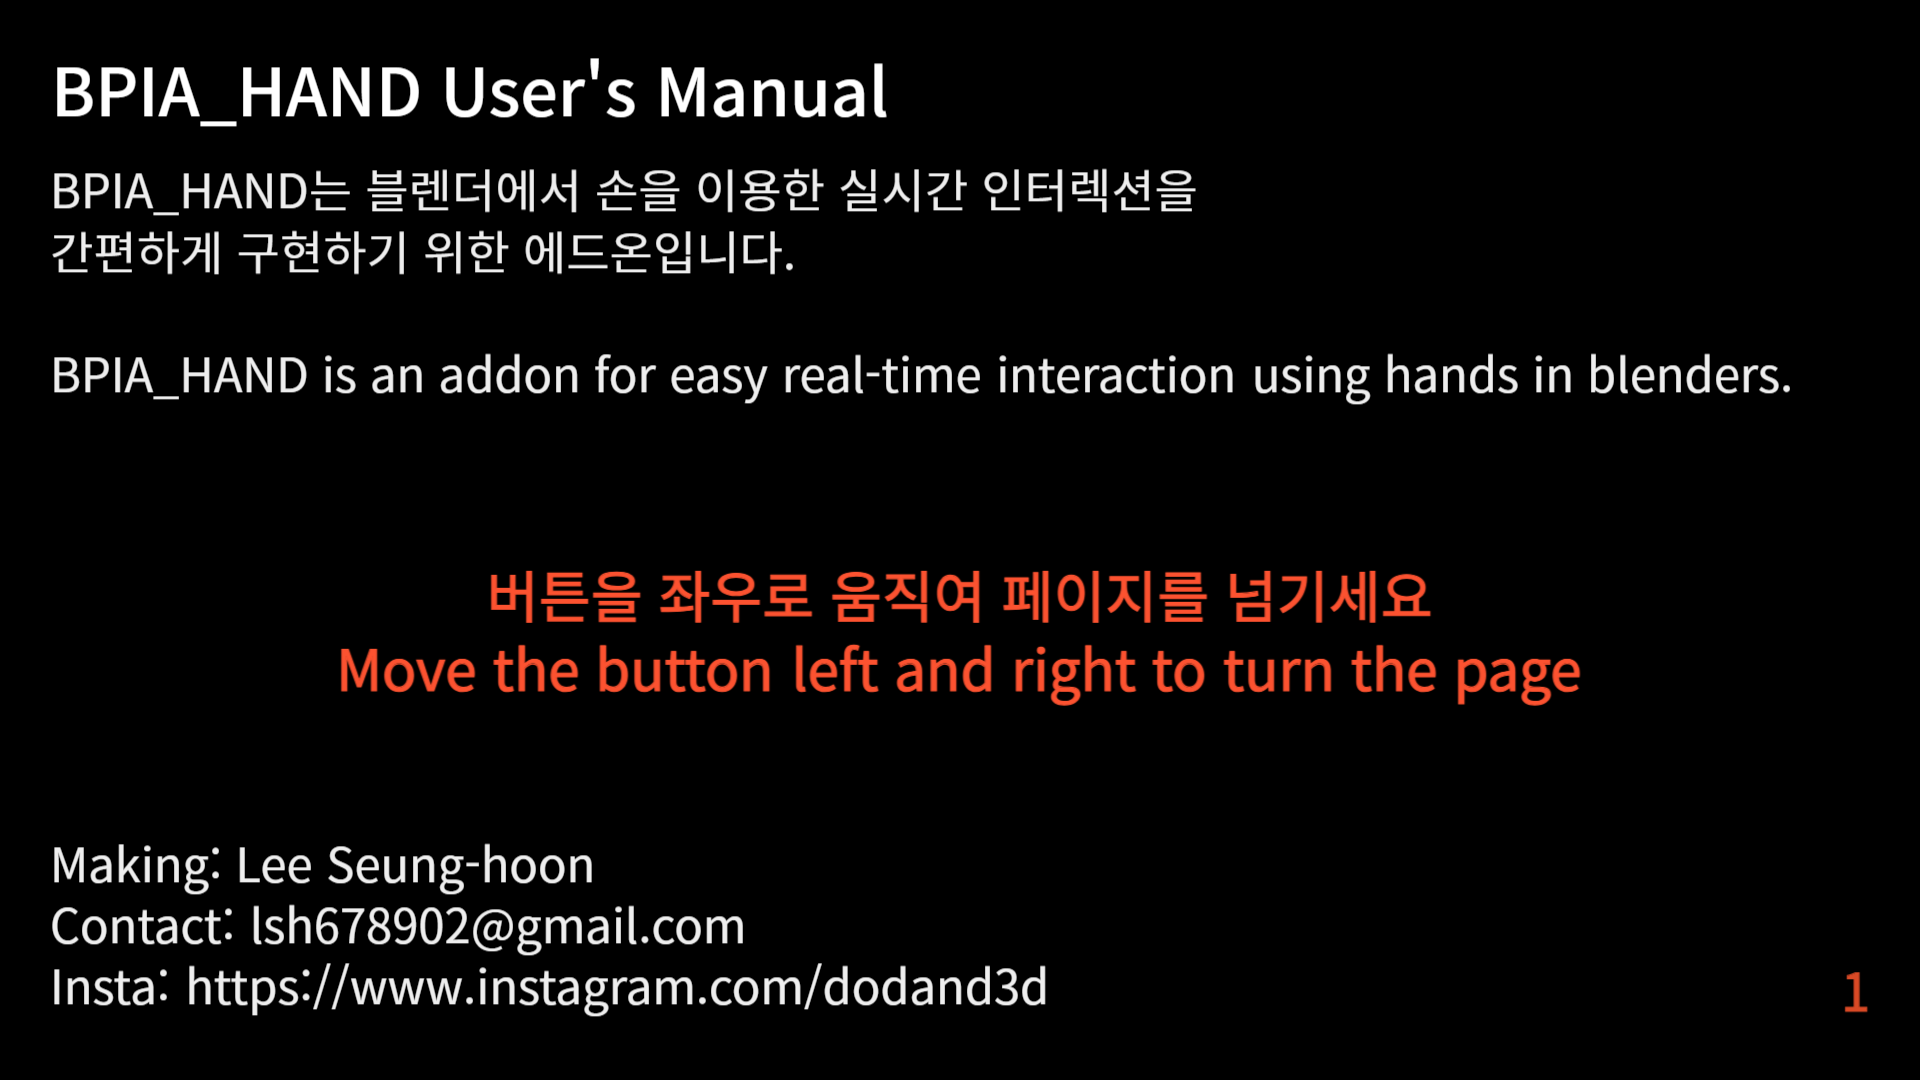 BPIA_HAND User's Manual
BPIA_HAND는 블렌더에서 손을 이용한 실시간 인터렉션을
간편하게 구현하기 위한 에드온입니다.
BPIA_HAND is an addon for easy real-time interaction using hands in blenders.
버튼을 좌우로 움직여 페이지를 넘기세요
Move the button left and right to turn the page
Making: Lee Seung-hoon
Contact: lsh678902@gmail.com
Insta: https://www.instagram.com/dodand3d
1